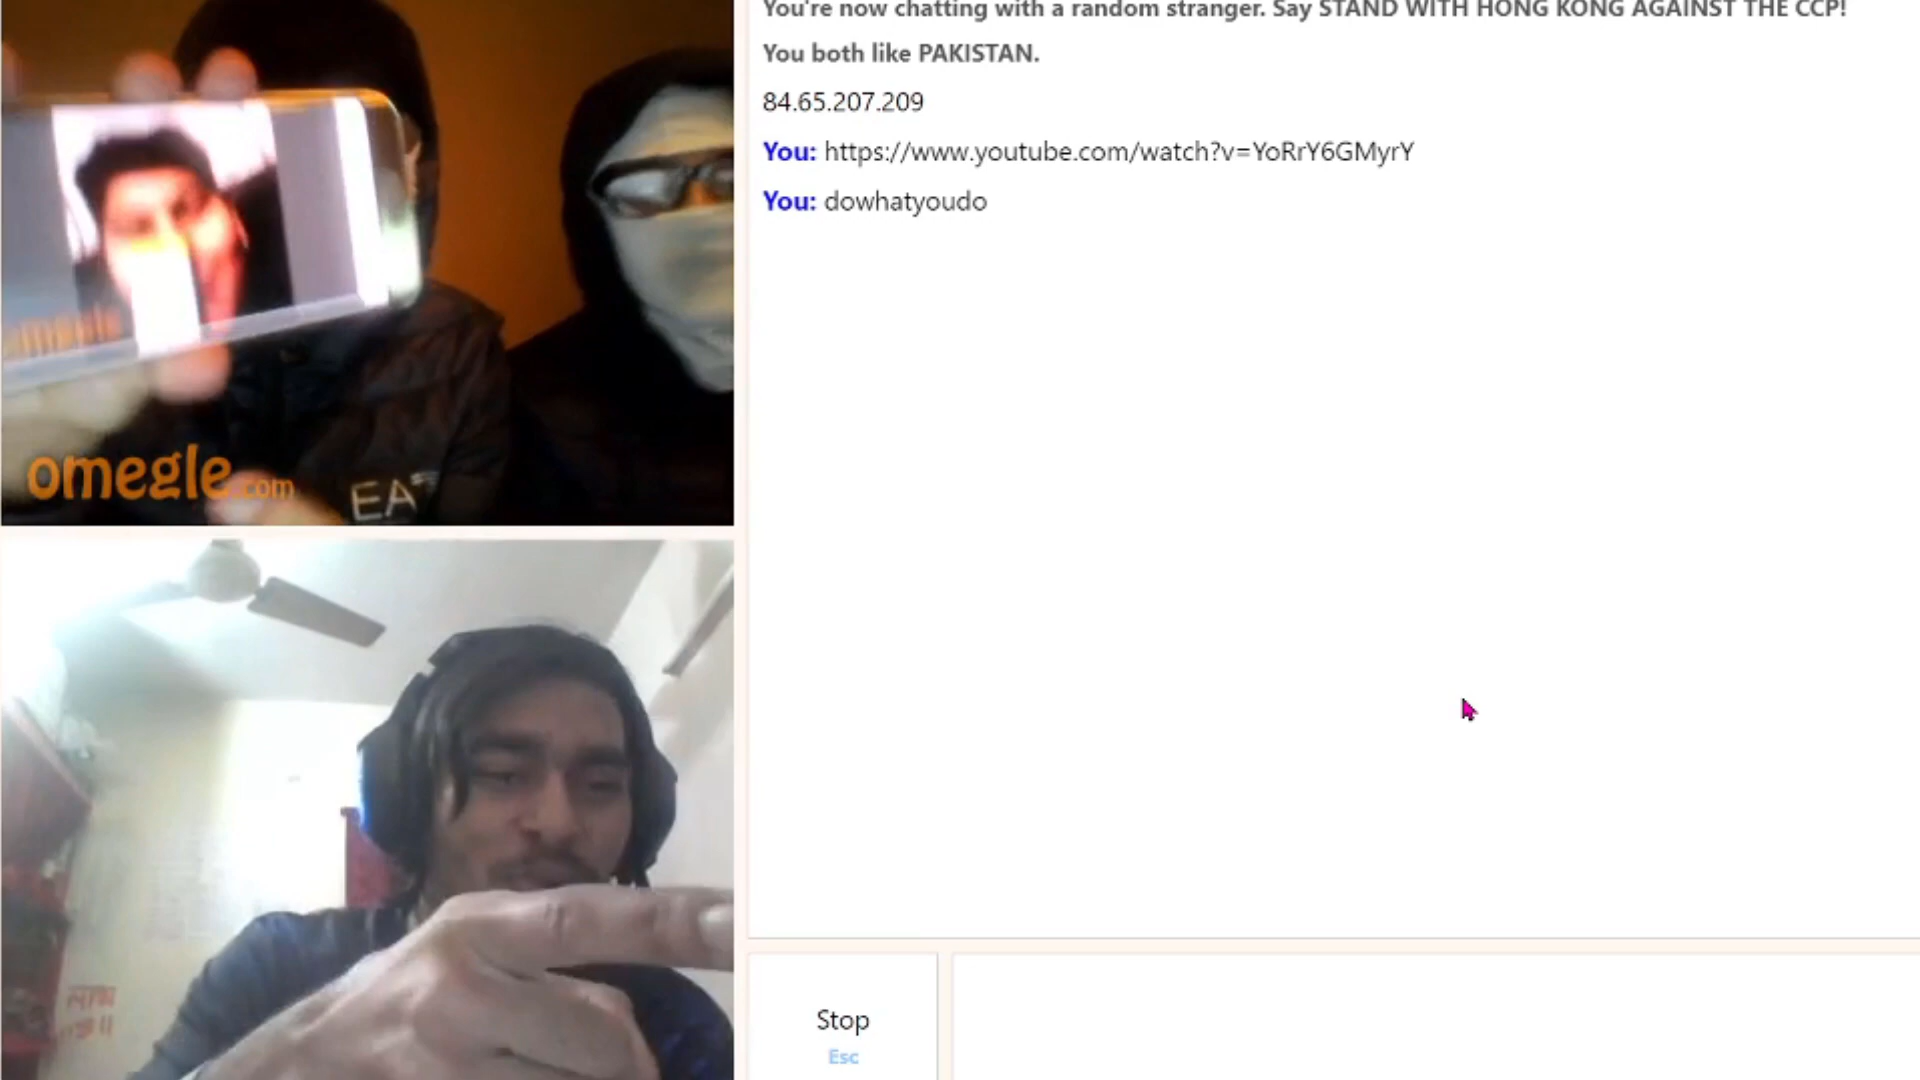 You're now chatting with a random stranger. Say STAND WITH HONG KONG AGAINST THE CCP!
You both like PAKISTAN.
84.65.207.209
You: https://www.youtube.com/watch?v=YoRrY6GMyrY
You: dowhatyoudo
omegle.com
EA7
Stop
Esc